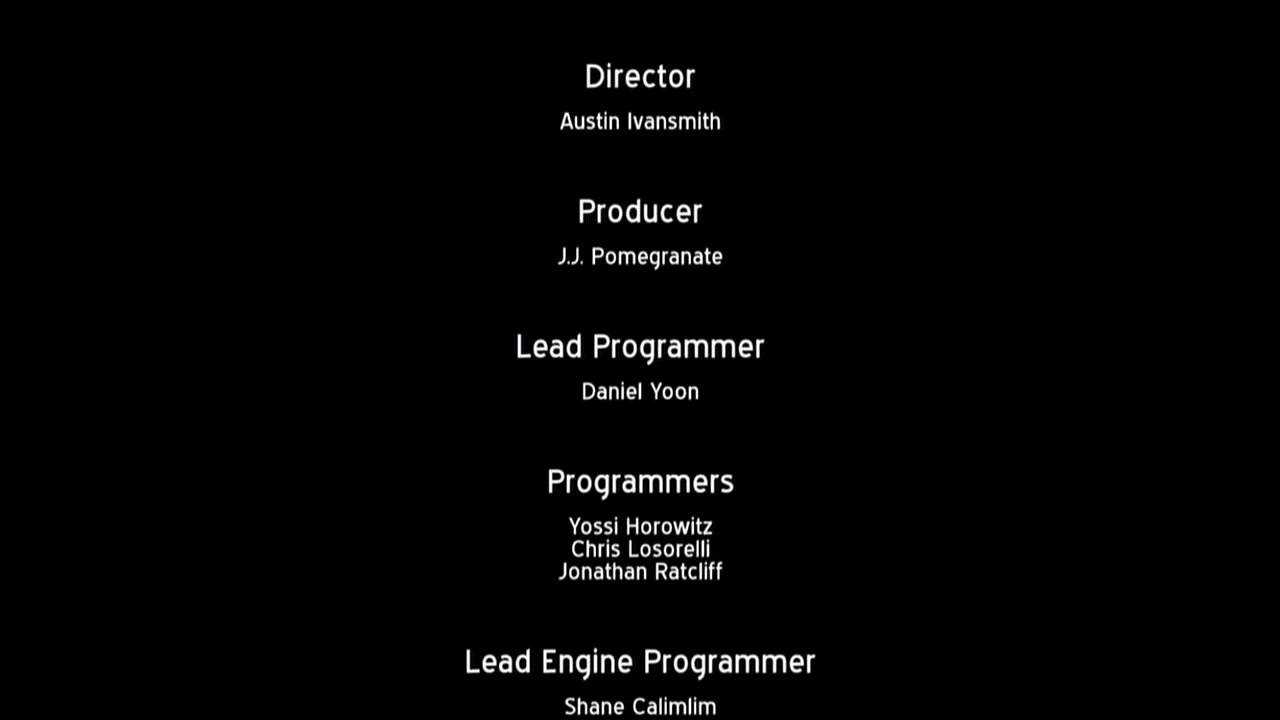 Director
Austin Ivansmith
Producer
J.J. Pomegranate
Lead Programmer
Daniel Yoon
Programmers
Yossi Horowitz
Chris Losorelli
Jonathan Ratcliff
Lead Engine Programmer
Shane Calimlim